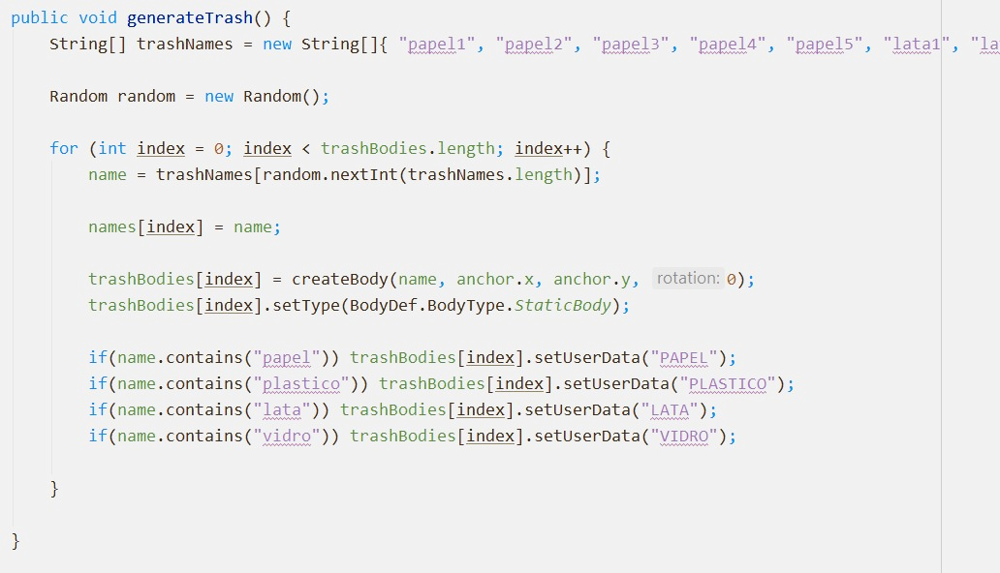 public void generateTrash() {
String[] trashNames = new String[]{ "papel1", "papel2", "papel3", "papel4", "papel5", "lata1", "la
Random random = new Random();
for (int index = 0; index < trashBodies.length; index++) {
name = trashNames[random.nextInt(trashNames.length)];
names[index] = name;
trashBodies[index] = createBody(name, anchor.x, anchor.y, rotation: 0);
trashBodies[index].setType(BodyDef.BodyType.StaticBody);
if(name.contains("papel")) trashBodies[index].setUserData("PAPEL");
if(name.contains("plastico")) trashBodies[index].setUserData("PLASTICO");
if(name.contains("lata")) trashBodies[index].setUserData("LATA");
if(name.contains("vidro")) trashBodies[index].setUserData("VIDRO");
}
}